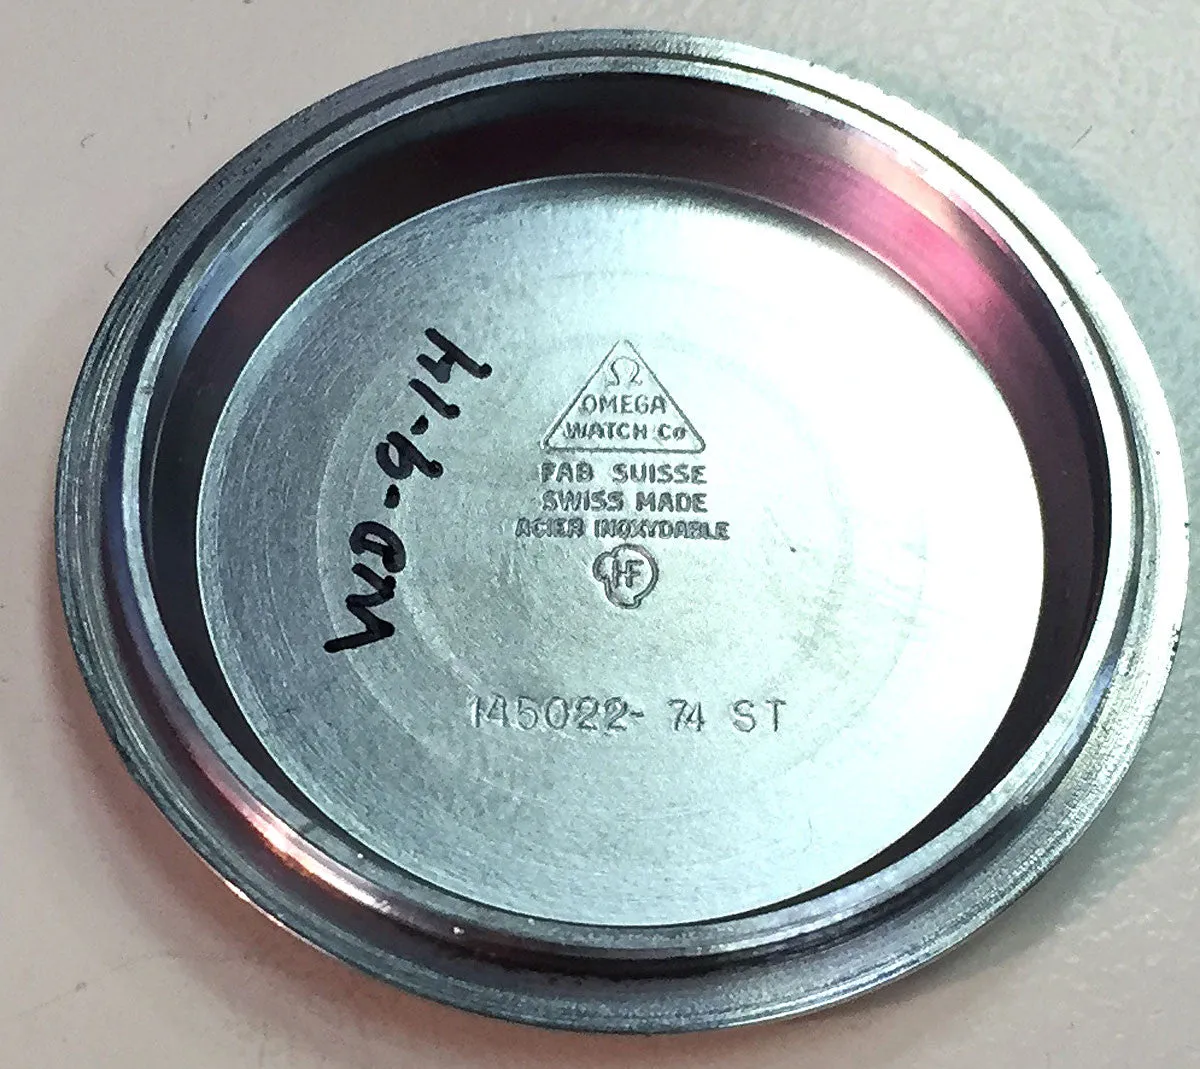 Ω
OMEGA
WATCH Co
FAB SUISSE
SWISS MADE
ACIER INOXYDABLE
HF
145022-74 ST
WD-9-14